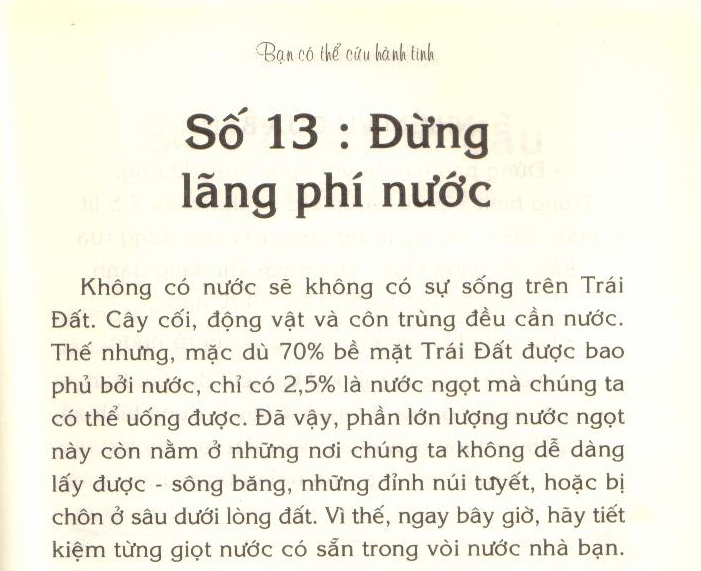 Bạn có thể cứu hành tinh
Số 13 : Đừng
lãng phí nước
Không có nước sẽ không có sự sống trên Trái
Đất. Cây cối, động vật và côn trùng đều cần nước.
Thế nhưng, mặc dù 70% bề mặt Trái Đất được bao
phủ bởi nước, chỉ có 2,5% là nước ngọt mà chúng ta
có thể uống được. Đã vậy, phần lớn lượng nước ngọt
này còn nằm ở những nơi chúng ta không dễ dàng
lấy được - sông băng, những đỉnh núi tuyết, hoặc bị
chôn ở sâu dưới lòng đất. Vì thế, ngay bây giờ, hãy tiết
kiệm từng giọt nước có sẵn trong vòi nước nhà bạn.